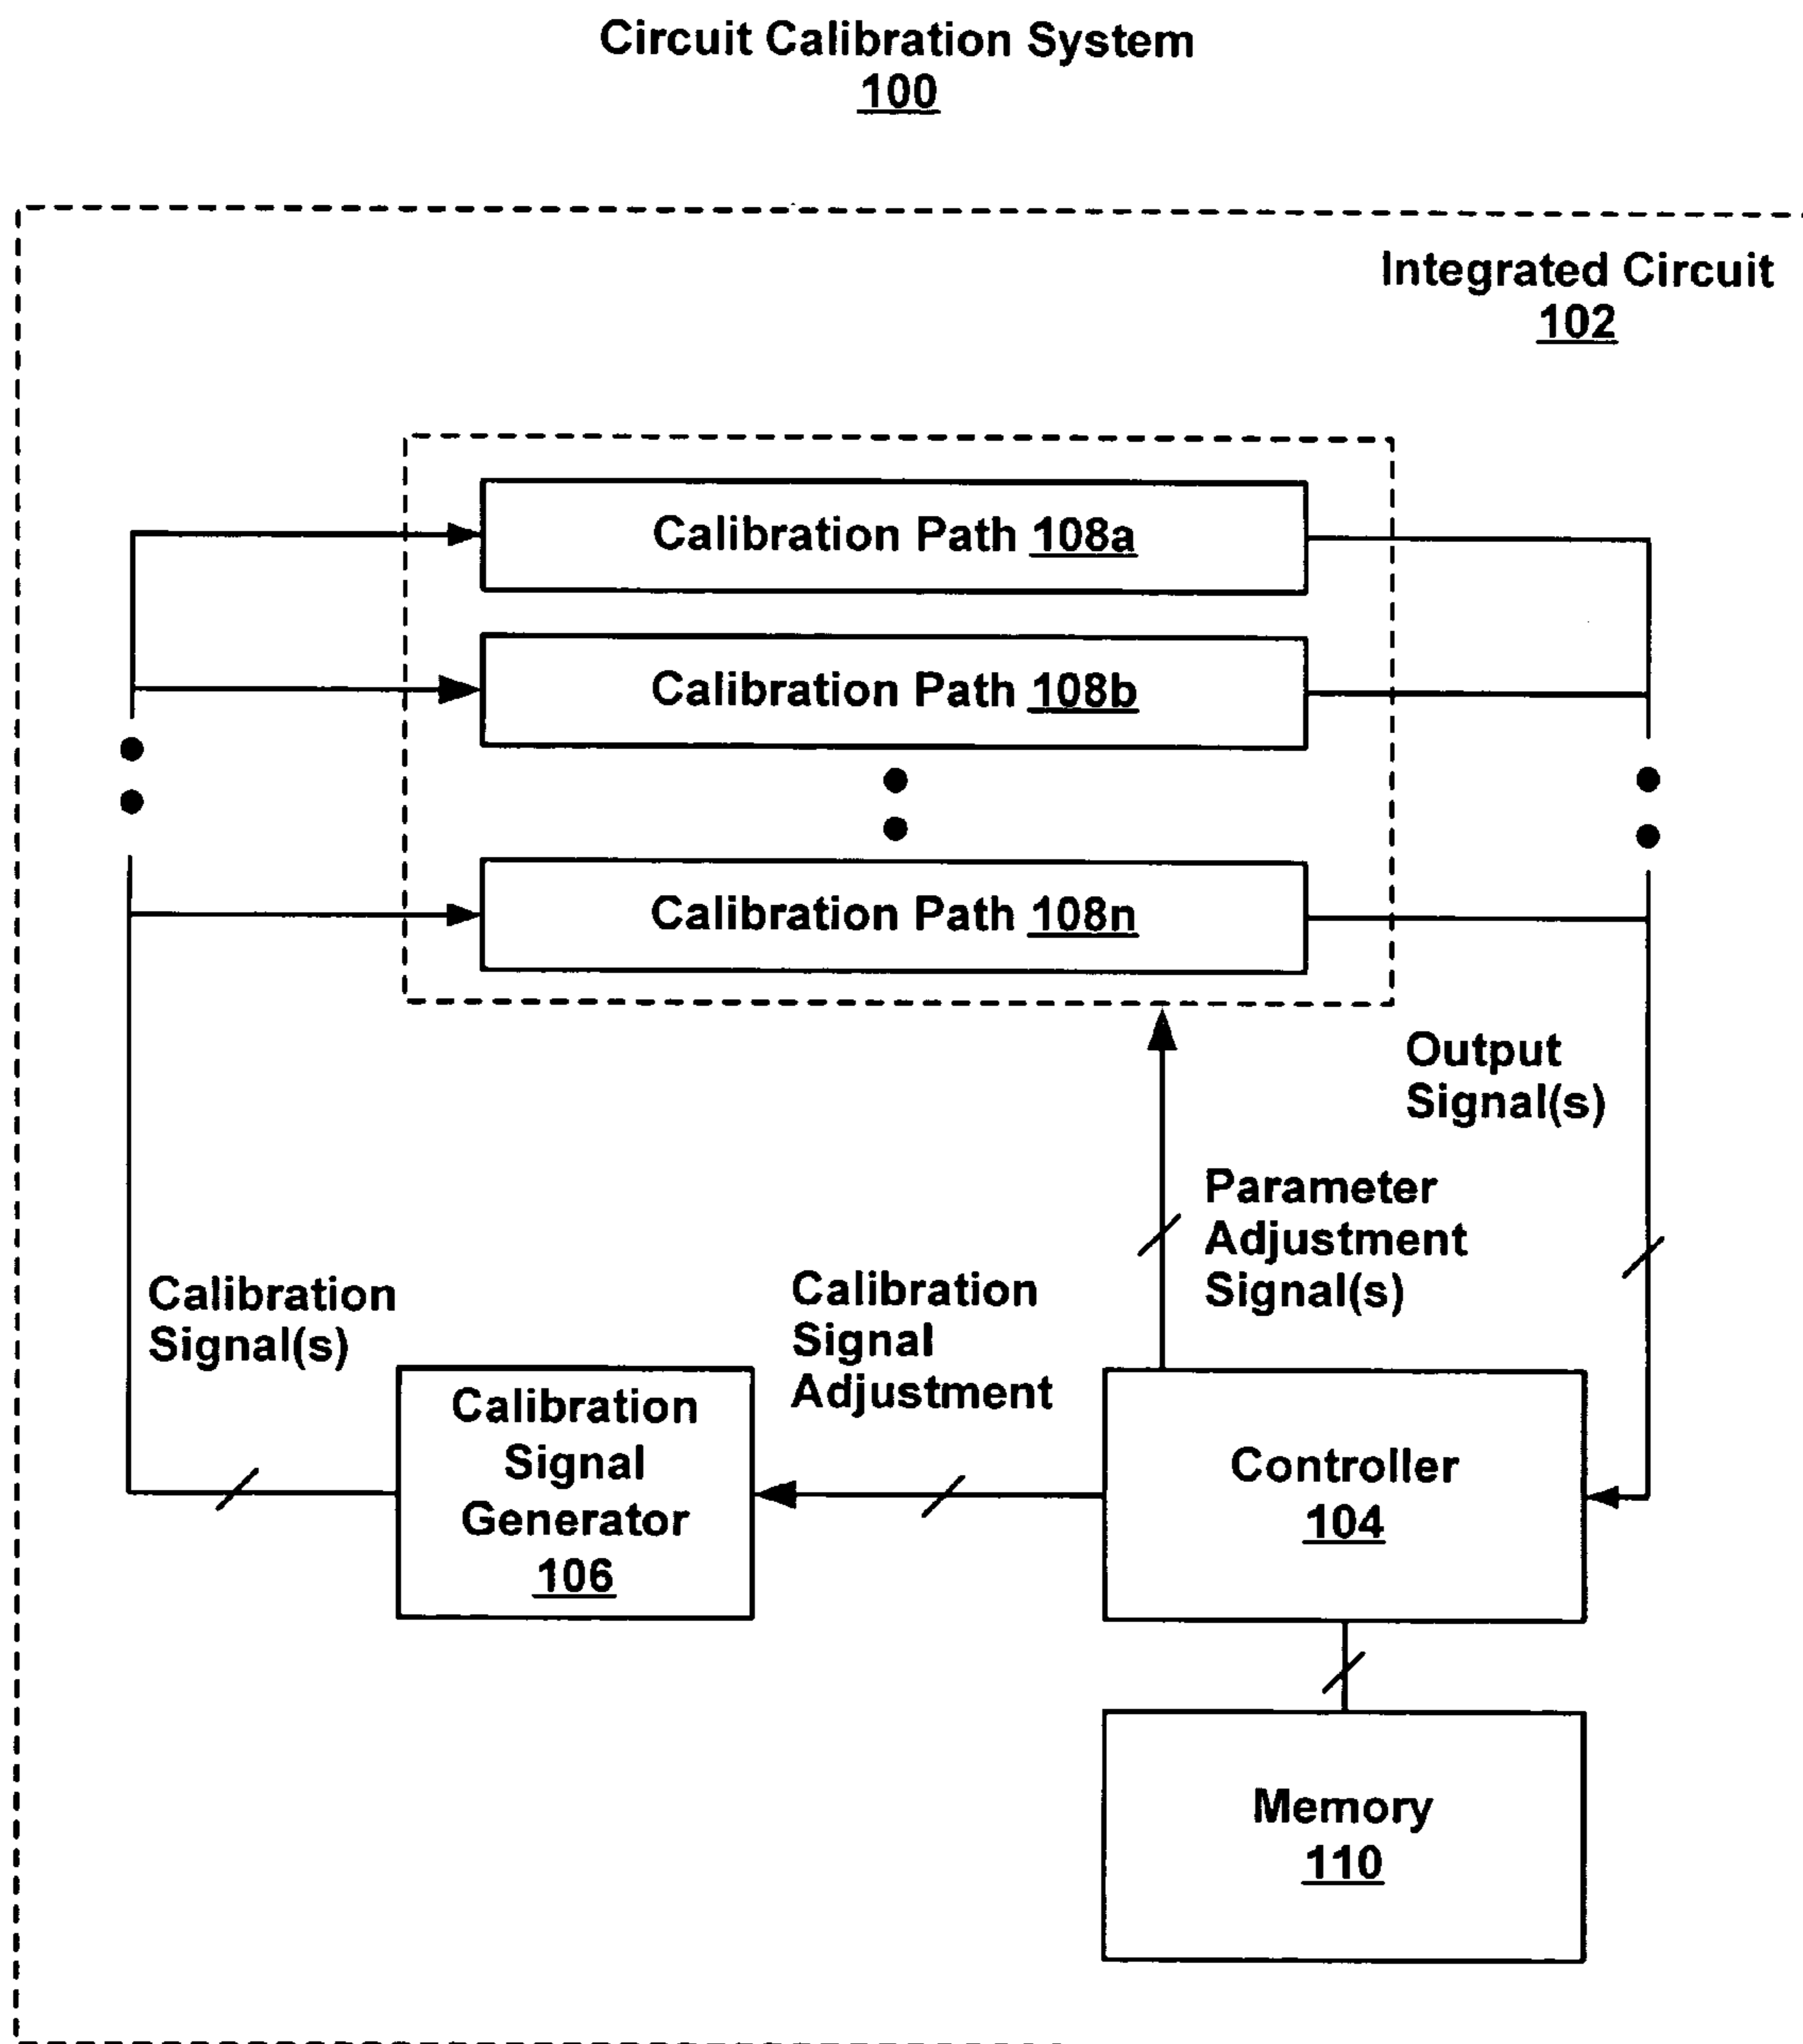 Circuit Calibration System
100
Integrated Circuit
102
Calibration Path 108a
Calibration Path 108b
Calibration Path 108n
Output
Signal(s)
Parameter
Adjustment
Signal(s)
Calibration
Signal(s)
Calibration
Signal
Adjustment
Calibration
Signal
Generator
106
Controller
104
Memory
110